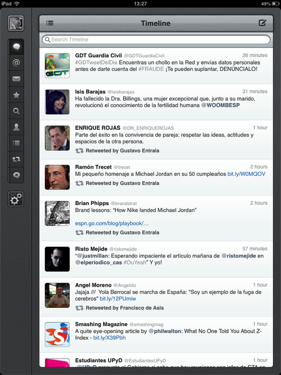 iPad
13:27
49%
Timeline
Search Timeline
GDT Guardia Civil @GDTGuardiaCivil 26 minutes
#GDTTweetDelDia Encuentras un chollo en la Red y envías datos personales
antes de darte cuenta del #FRAUDE ¡Te pueden suplantar, DENÚNCIALO!
Isis Barajas @isisbarajas 31 minutes
Ha fallecido la Dra. Billings, una mujer excepcional que, junto a su marido,
revolucionó el conocimiento de la fertilidad humana @WOOMBESP
ENRIQUE ROJAS @DR_ENRIQUEROJAS 1 hour
Parte del exito en la convivencia de pareja: respetar las ideas, actitudes y
espacios de la otra persona.
Retweeted by Gustavo Entrala
Ramón Trecet @trecet 2 hours
Mi pequeño homenaje a Michael Jordan en su 50 cumpleaños bit.ly/W0MQOV
Retweeted by Gustavo Entrala
Brian Phipps @brandstrat 2 hours
Brand lessons: "How Nike landed Michael Jordan"
espn.go.com/blog/playbook/...
Retweeted by Gustavo Entrala
Risto Mejide @ristomejide 57 minutes
"@justmillan: Esperando impaciente el artículo mañana de @ristomejide en
@elperiodico_cas #OuYeah" Y yo!
Angel Moreno @Angeldiu 1 hour
Jajaja /// Yola Berrocal se marcha de España: "Soy un ejemplo de la fuga de
cerebros" bit.ly/12PUmiw
Retweeted by Francisco de Asis
Smashing Magazine @smashingmag 1 hour
A quite eye-opening article by @philwalton: What No One Told You About Z-
Index - bit.ly/X39Pbh
Estudiantes UPyD @EstudiantesUPyD 1 hour